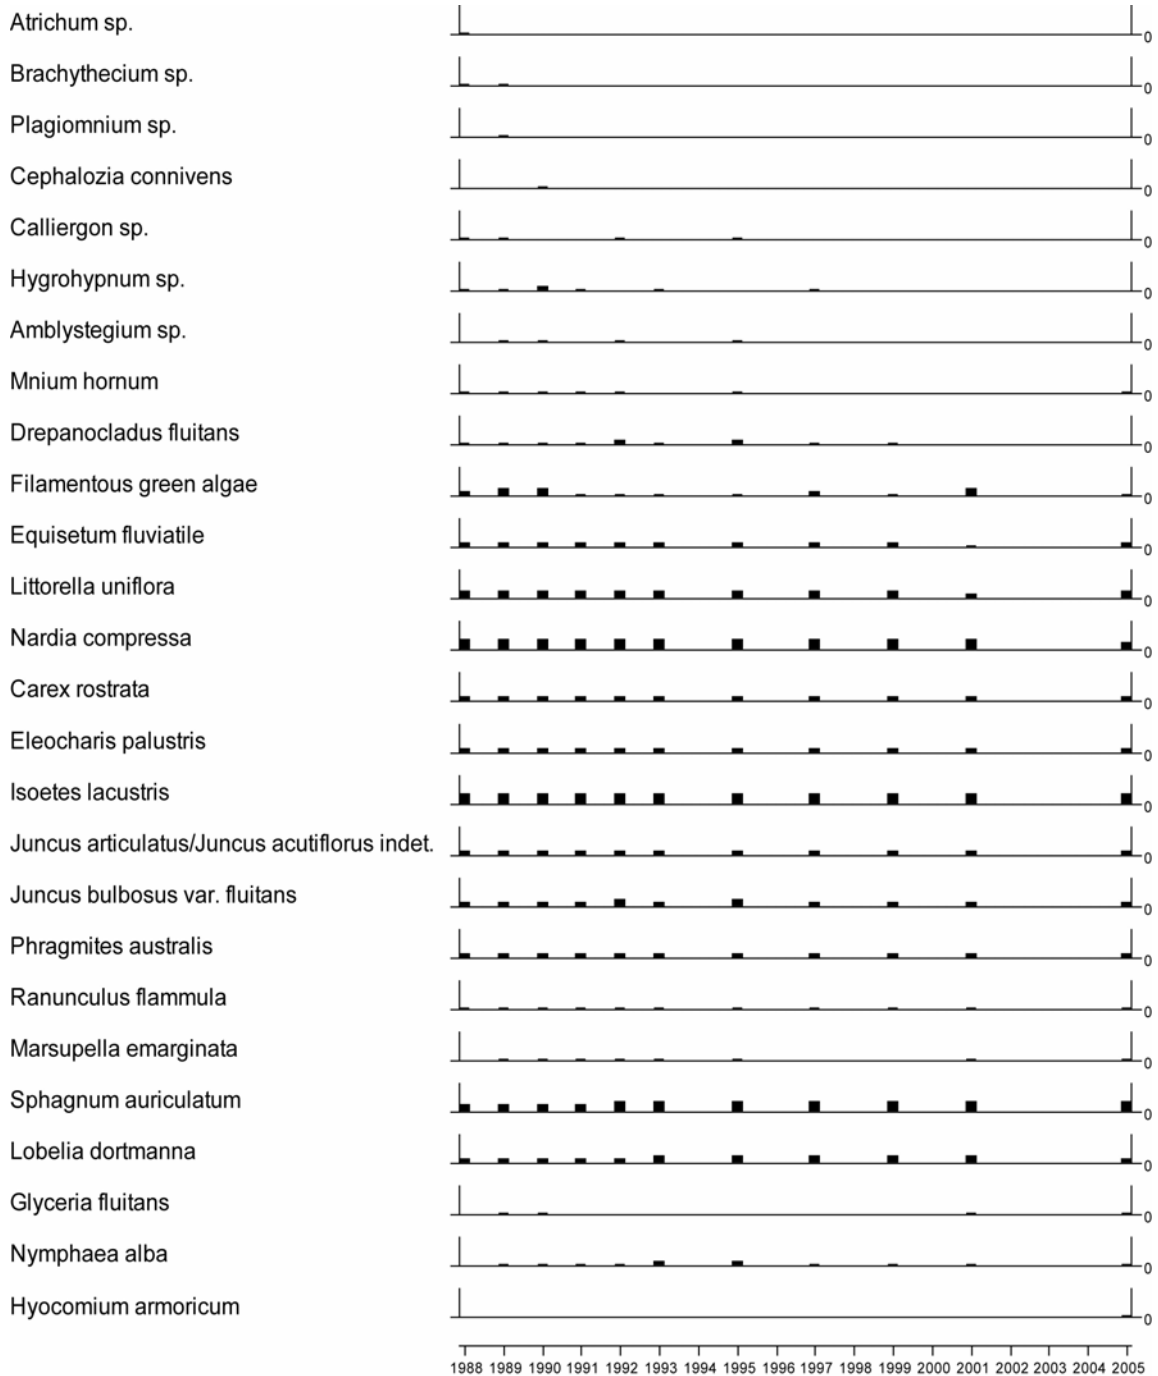 Atrichum sp. 0
Brachythecium sp. 0
Plagiomnium sp. 0
Cephalozia connivens 0
Calliergon sp. 0
Hygrohypnum sp. 0
Amblystegium sp. 0
Mnium hornum 0
Drepanocladus fluitans 0
Filamentous green algae 0
Equisetum fluviatile 0
Littorella uniflora 0
Nardia compressa 0
Carex rostrata 0
Eleocharis palustris 0
Isoetes lacustris 0
Juncus articulatus/Juncus acutiflorus indet. 0
Juncus bulbosus var. fluitans 0
Phragmites australis 0
Ranunculus flammula 0
Marsupella emarginata 0
Sphagnum auriculatum 0
Lobelia dortmanna 0
Glyceria fluitans 0
Nymphaea alba 0
Hyocomium armoricum 0
1988 1989 1990 1991 1992 1993 1994 1995 1996 1997 1998 1999 2000 2001 2002 2003 2004 2005